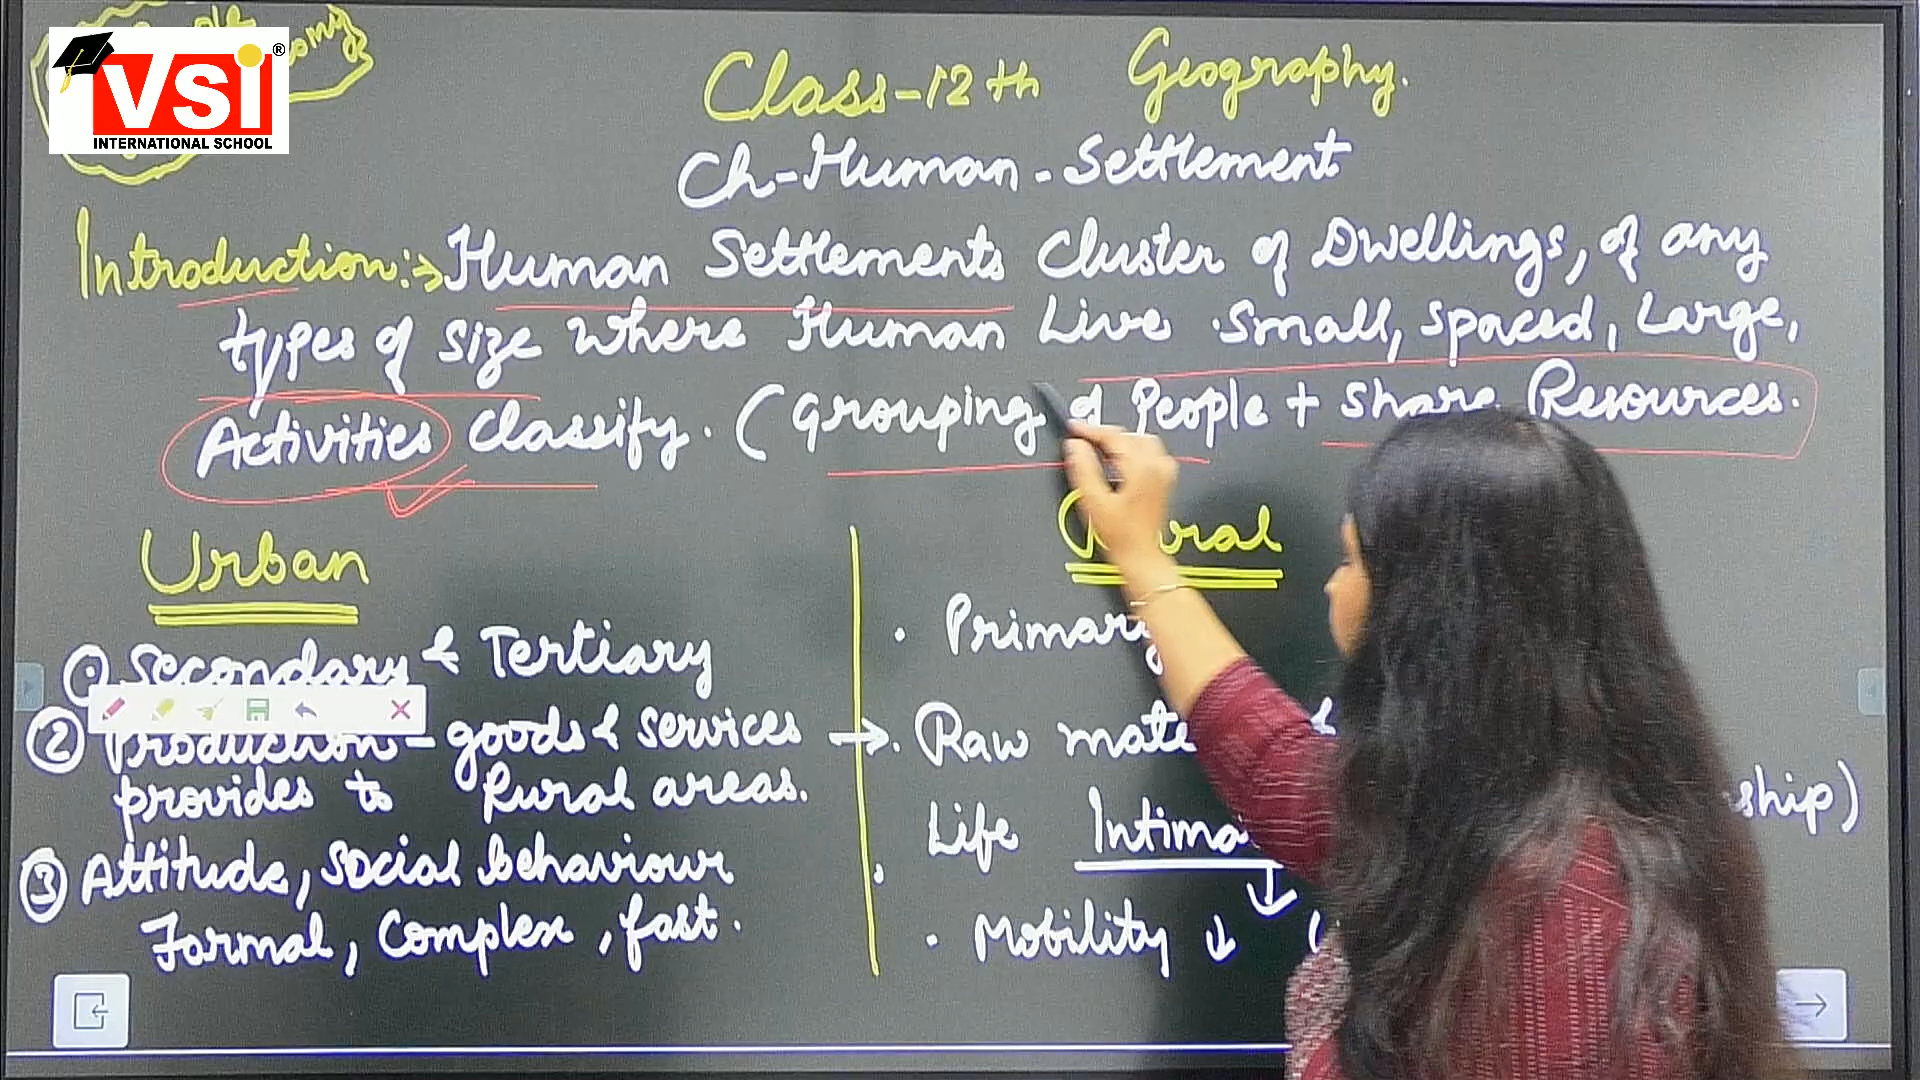 VSI®
INTERNATIONAL SCHOOL
Class-12th Geography.
Ch-Human-Settlement
Introduction:→ Human Settlements Cluster of Dwellings, of any
types of size where Human Live Small, spaced, Large,
Activities Classify. (Grouping of People + Share Resources.
Urban
① Secondary & Tertiary
② Production – goods & services →
provides to Rural areas.
③ Attitude, social behaviour
Formal, Complex, fast.
Rural
• Primary
• Raw
Life
ship)
• Mobility ↓ (